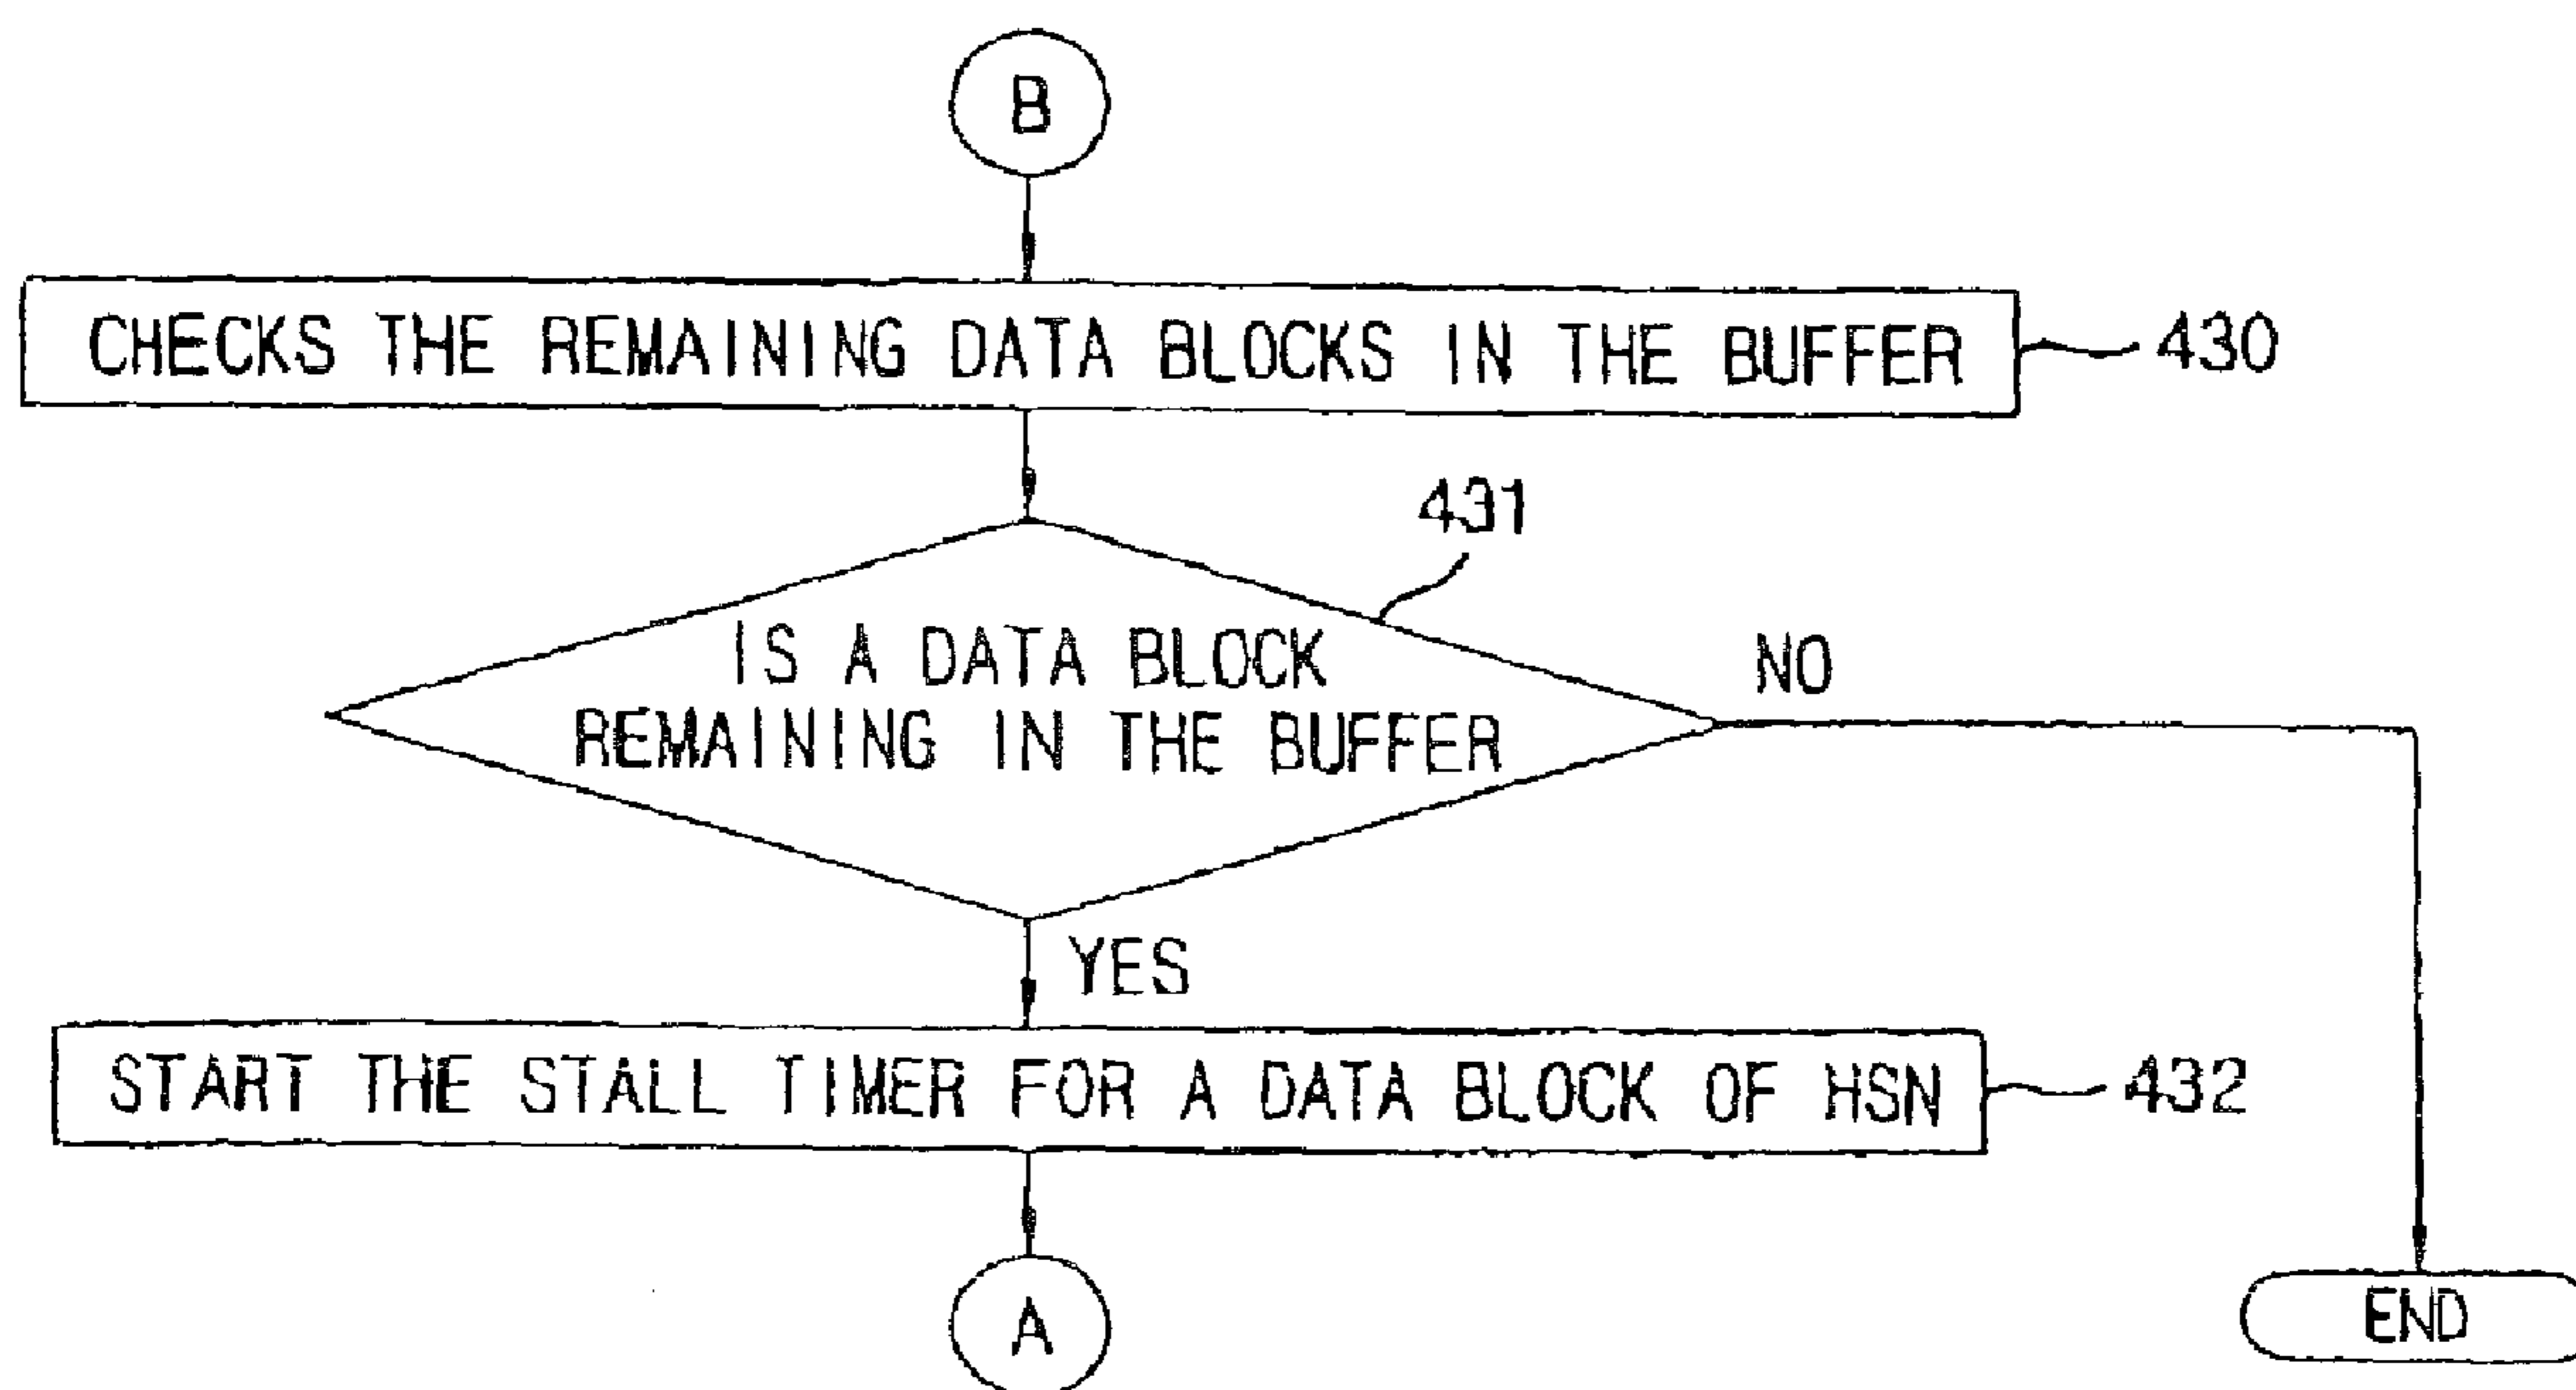 B
CHECKS THE REMAINING DATA BLOCKS IN THE BUFFER
430
431
IS A DATA BLOCK
REMAINING IN THE BUFFER
NO
YES
START THE STALL TIMER FOR A DATA BLOCK OF HSN
432
A
END